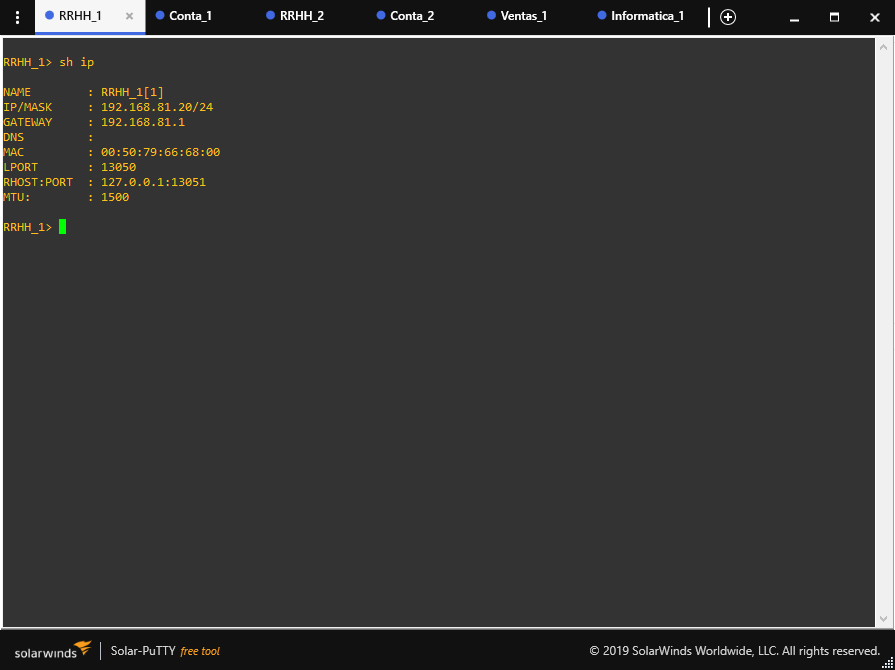 RRHH_1 Conta_1 RRHH_2 Conta_2 Ventas_1 Informatica_1
RRHH_1> sh ip
NAME        : RRHH_1[1]
IP/MASK     : 192.168.81.20/24
GATEWAY     : 192.168.81.1
DNS         :
MAC         : 00:50:79:66:68:00
LPORT       : 13050
RHOST:PORT  : 127.0.0.1:13051
MTU:        : 1500
RRHH_1>
solarwinds Solar-PuTTY free tool © 2019 SolarWinds Worldwide, LLC. All rights reserved.